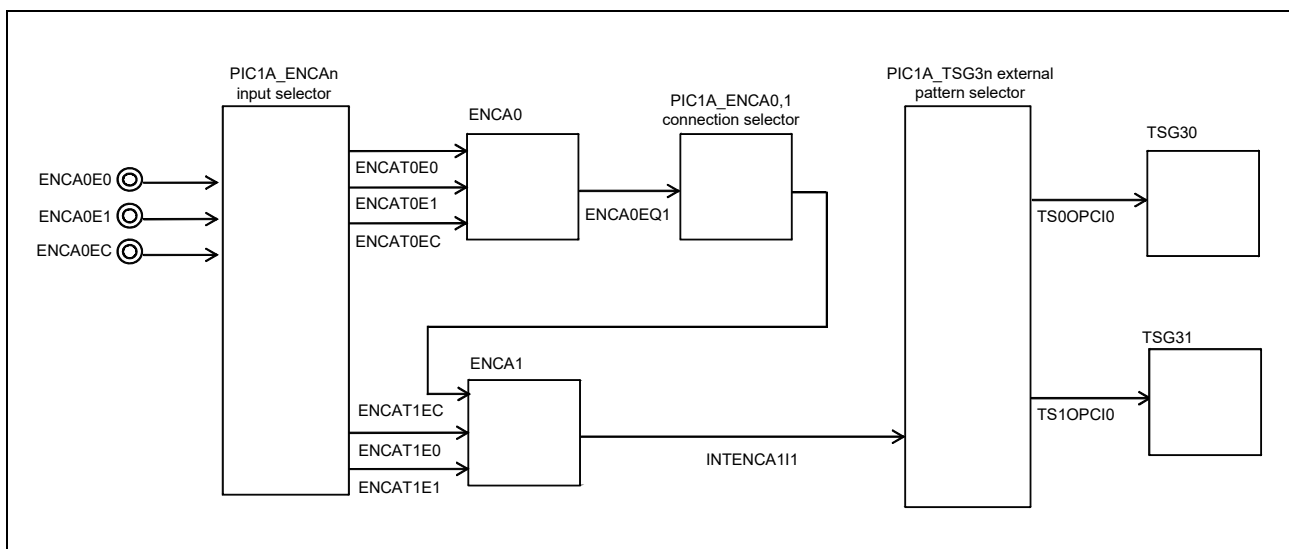 PIC1A_ENCAn
input selector
PIC1A_TSG3n external
pattern selector
ENCA0
PIC1A_ENCA0,1
connection selector
TSG30
ENCA0E0
ENCAT0E0
ENCA0E1
ENCAT0E1
ENCA0EQ1
TS0OPCI0
ENCA0EC
ENCAT0EC
TSG31
ENCA1
ENCAT1EC
TS1OPCI0
ENCAT1E0
INTENCA1I1
ENCAT1E1